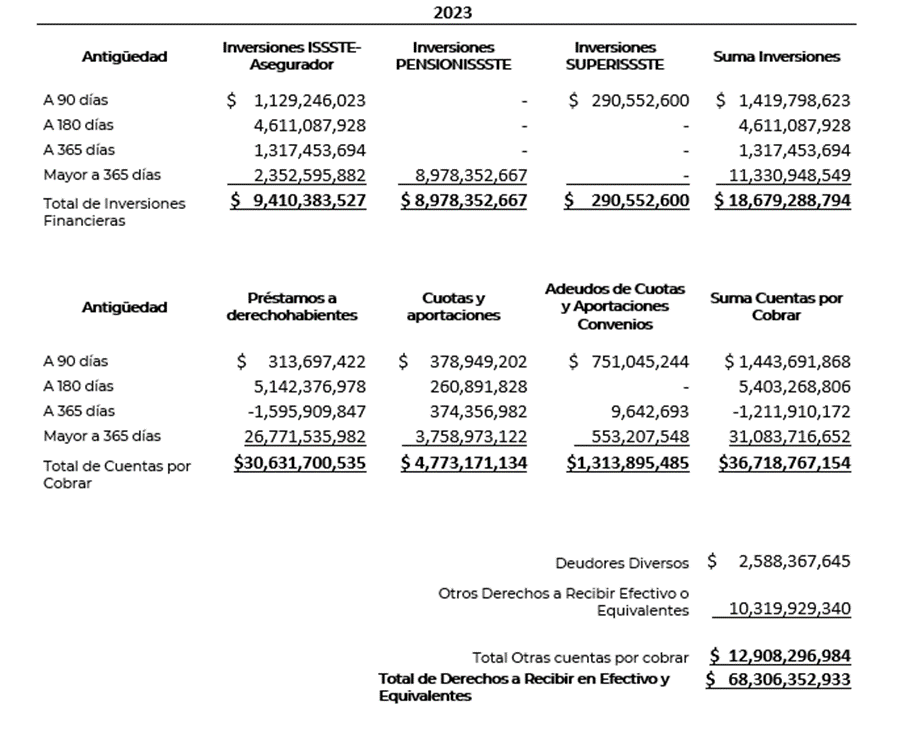 2023
Antigüedad Inversiones ISSSTE- Inversiones Inversiones Suma Inversiones
Asegurador PENSIONISSSTE SUPERISSSTE
A 90 días $ 1,129,246,023 - $ 290,552,600 $ 1,419,798,623
A 180 días 4,611,087,928 - - 4,611,087,928
A 365 días 1,317,453,694 - - 1,317,453,694
Mayor a 365 días 2,352,595,882 8,978,352,667 - 11,330,948,549
Total de Inversiones $ 9,410,383,527 $ 8,978,352,667 $ 290,552,600 $ 18,679,288,794
Financieras
Adeudos de Cuotas
Antigüedad Préstamos a Cuotas y y Aportaciones Suma Cuentas por
derechohabientes aportaciones Convenios Cobrar
A 90 días $ 313,697,422 $ 378,949,202 $ 751,045,244 $ 1,443,691,868
A 180 días 5,142,376,978 260,891,828 - 5,403,268,806
A 365 días -1,595,909,847 374,356,982 9,642,693 -1,211,910,172
Mayor a 365 días 26,771,535,982 3,758,973,122 553,207,548 31,083,716,652
Total de Cuentas por $30,631,700,535 $ 4,773,171,134 $1,313,895,485 $36,718,767,154
Cobrar
Deudores Diversos $ 2,588,367,645
Otros Derechos a Recibir Efectivo o
Equivalentes 10,319,929,340
Total Otras cuentas por cobrar $ 12,908,296,984
Total de Derechos a Recibir en Efectivo y $ 68,306,352,933
Equivalentes